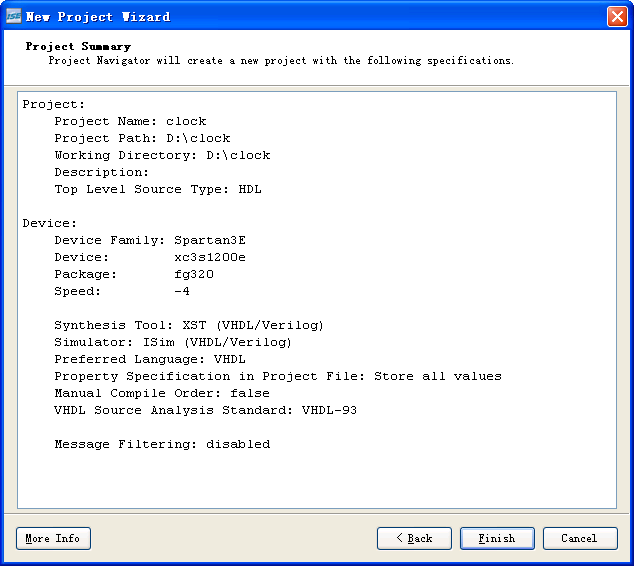 ISE New Project Wizard
Project Summary
Project Navigator will create a new project with the following specifications.
Project:
Project Name: clock
Project Path: D:\clock
Working Directory: D:\clock
Description:
Top Level Source Type: HDL
Device:
Device Family: Spartan3E
Device: xc3s1200e
Package: fg320
Speed: -4
Synthesis Tool: XST (VHDL/Verilog)
Simulator: ISim (VHDL/Verilog)
Preferred Language: VHDL
Property Specification in Project File: Store all values
Manual Compile Order: false
VHDL Source Analysis Standard: VHDL-93
Message Filtering: disabled
More Info
< Back
Finish
Cancel